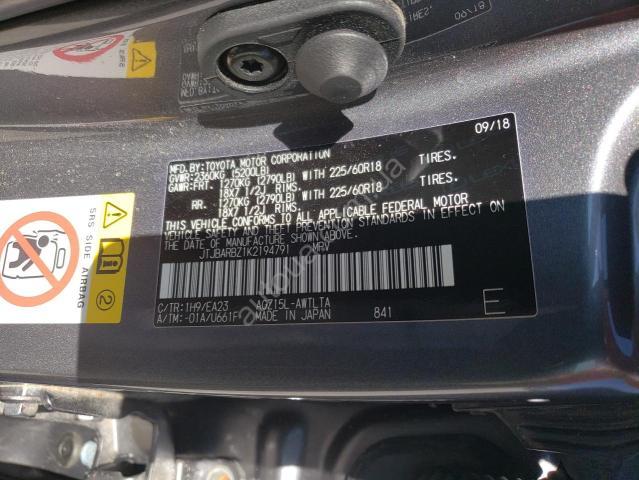 09/18
MFD.BY:TOYOTA MOTOR CORPORATION
GVWR:2360KG (5200LB)
GAWR:FRT. 1270KG (2790LB) WITH 225/60R18 TIRES.
18X7 1/2J RIMS.
RR. 1270KG (2790LB) WITH 225/60R18 TIRES.
18X7 1/2J RIMS.
THIS VEHICLE CONFORMS TO ALL APPLICABLE FEDERAL MOTOR
VEHICLE SAFETY AND THEFT PREVENTION STANDARDS IN EFFECT ON
THE DATE OF MANUFACTURE SHOWN ABOVE.
JTJBARBZ1K2194791 MPV
C/TR:1H9/EA23 AGZ15L-AWTLTA
A/TM:-01A/U661F MADE IN JAPAN 841
E
SRS SIDE AIRBAG
2